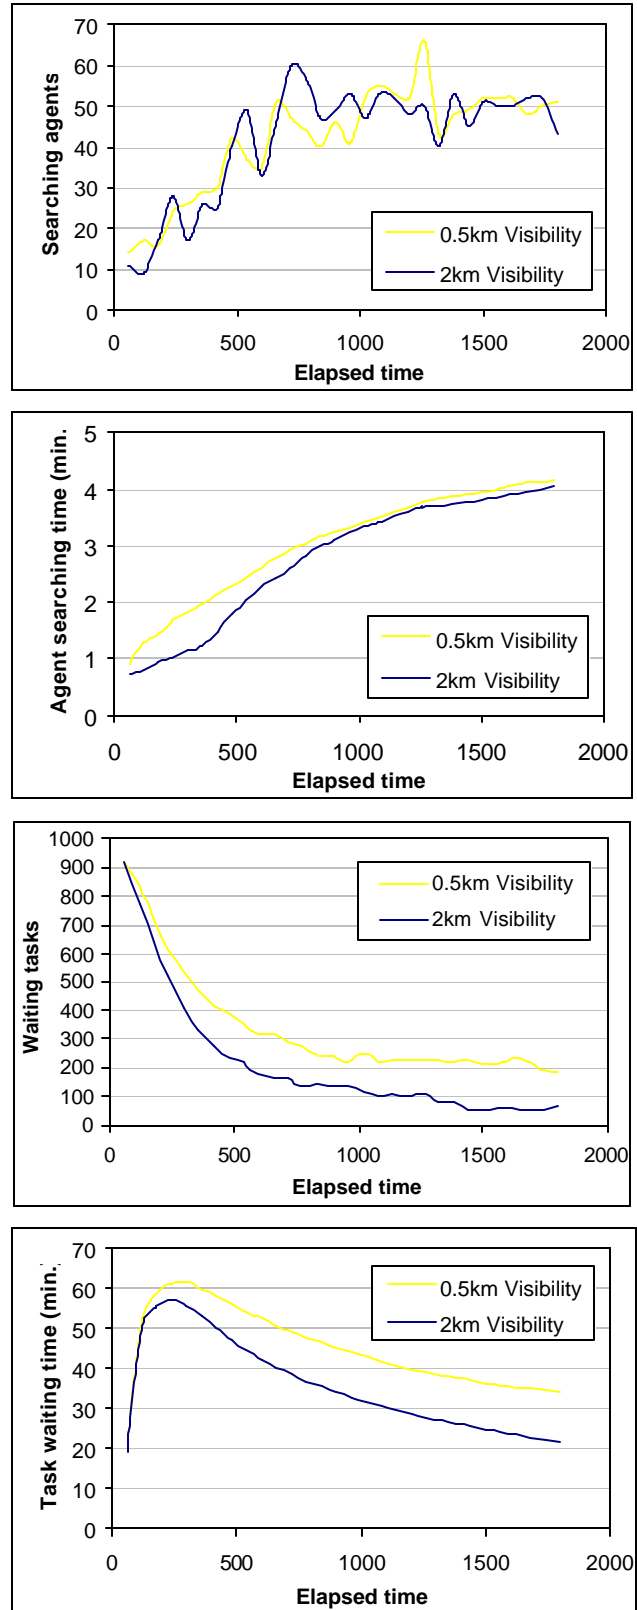 70
60
50
40
30
20
10
0
Searching agents
0.5km Visibility
2km Visibility
0 500 1000 1500 2000
Elapsed time
5
4
3
2
1
0
Agent searching time (min.
0.5km Visibility
2km Visibility
0 500 1000 1500 2000
Elapsed time
1000
900
800
700
600
500
400
300
200
100
0
Waiting tasks
0.5km Visibility
2km Visibility
0 500 1000 1500 2000
Elapsed time
70
60
50
40
30
20
10
0
Task waiting time (min.
0.5km Visibility
2km Visibility
0 500 1000 1500 2000
Elapsed time